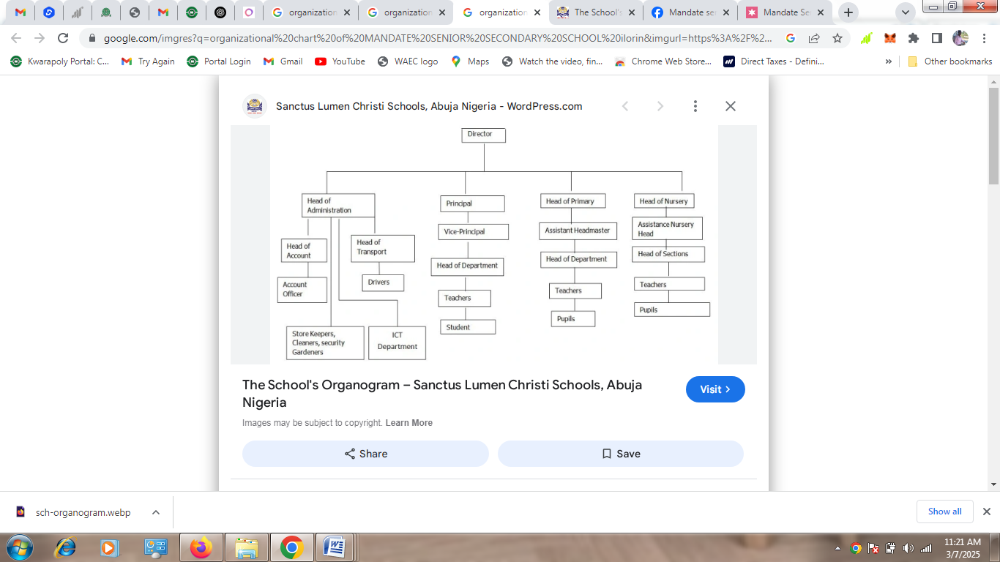 organization
organization
organization
The School's
Mandate se
Mandate Se
google.com/imgres?q=organizational%20chart%20of%20MANDATE%20SENIOR%20SECONDARY%20SCHOOL%20ilorin&imgurl=https%3A%2F%2...
Kwarapoly Portal: C...
Try Again
Portal Login
Gmail
YouTube
WAEC logo
Maps
Watch the video, fin...
Chrome Web Store...
Direct Taxes - Defini...
»
Other bookmarks
Sanctus Lumen Christi Schools, Abuja Nigeria - WordPress.com
Director
Head of
Administration
Principal
Head of Primary
Head of Nursery
Vice-Principal
Assistant Headmaster
Assistance Nursery
Head
Head of
Account
Head of
Transport
Head of Department
Head of Department
Head of Sections
Account
Officer
Drivers
Teachers
Teachers
Teachers
Student
Pupils
Pupils
Store Keepers,
Cleaners, security
Gardeners
ICT
Department
The School's Organogram – Sanctus Lumen Christi Schools, Abuja
Nigeria
Visit
Images may be subject to copyright. Learn More
Share
Save
sch-organogram.webp
Show all
11:21 AM
3/7/2025